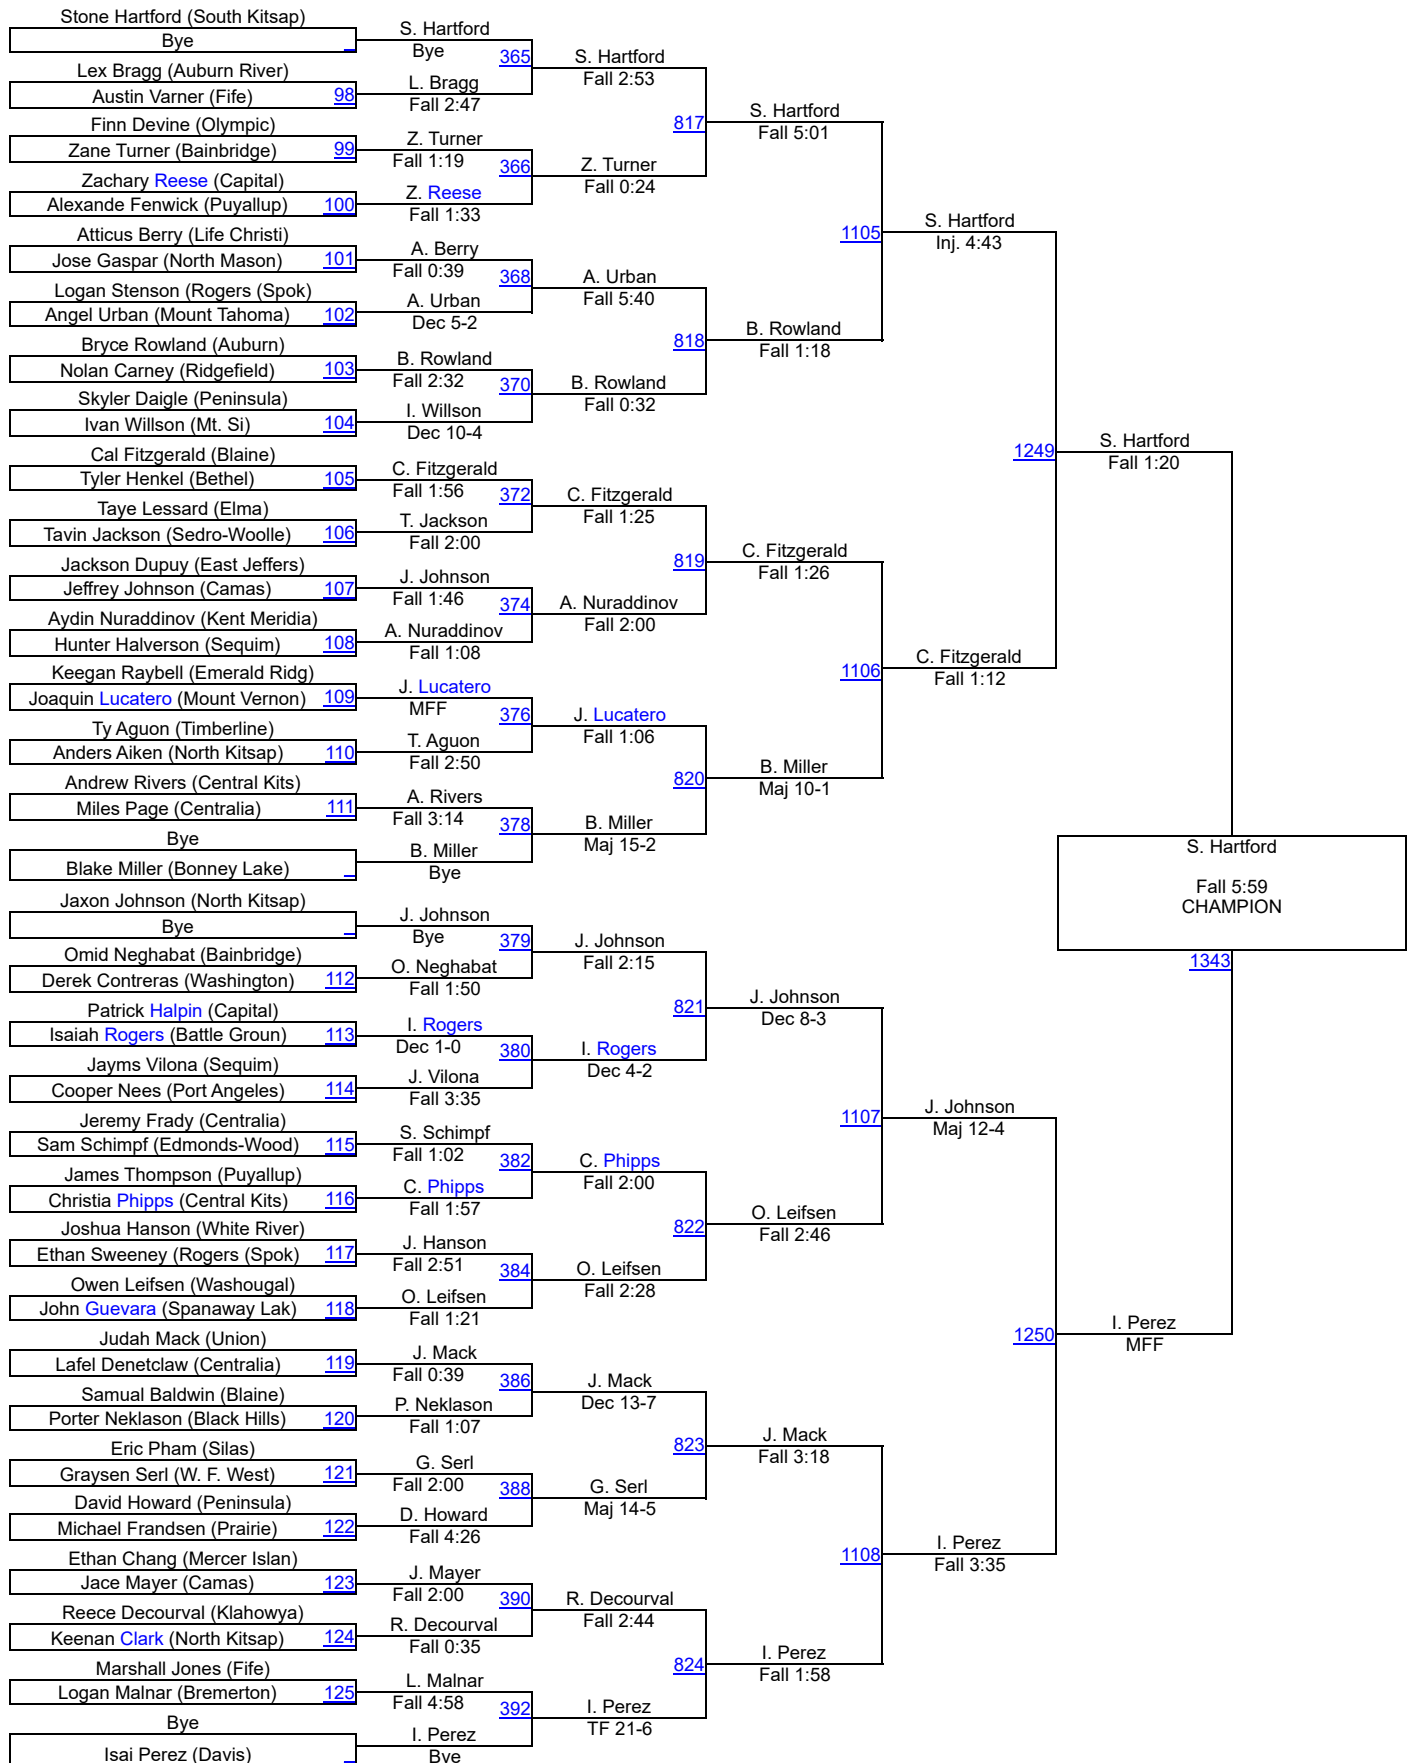 Stone Hartford (South Kitsap)
Bye
Lex Bragg (Auburn River)
Austin Varner (Fife) 98
Finn Devine (Olympic)
Zane Turner (Bainbridge) 99
Zachary Reese (Capital)
Alexande Fenwick (Puyallup) 100
Atticus Berry (Life Christi)
Jose Gaspar (North Mason) 101
Logan Stenson (Rogers (Spok)
Angel Urban (Mount Tahoma) 102
Bryce Rowland (Auburn)
Nolan Carney (Ridgefield) 103
Skyler Daigle (Peninsula)
Ivan Willson (Mt. Si) 104
Cal Fitzgerald (Blaine)
Tyler Henkel (Bethel) 105
Taye Lessard (Elma)
Tavin Jackson (Sedro-Woolle) 106
Jackson Dupuy (East Jeffers)
Jeffrey Johnson (Camas) 107
Aydin Nuraddinov (Kent Meridia)
Hunter Halverson (Sequim) 108
Keegan Raybell (Emerald Ridg)
Joaquin Lucatero (Mount Vernon) 109
Ty Aguon (Timberline)
Anders Aiken (North Kitsap) 110
Andrew Rivers (Central Kits)
Miles Page (Centralia) 111
Bye
Blake Miller (Bonney Lake)
Jaxon Johnson (North Kitsap)
Bye
Omid Neghabat (Bainbridge)
Derek Contreras (Washington) 112
Patrick Halpin (Capital)
Isaiah Rogers (Battle Groun) 113
Jayms Vilona (Sequim)
Cooper Nees (Port Angeles) 114
Jeremy Frady (Centralia)
Sam Schimpf (Edmonds-Wood) 115
James Thompson (Puyallup)
Christia Phipps (Central Kits) 116
Joshua Hanson (White River)
Ethan Sweeney (Rogers (Spok) 117
Owen Leifsen (Washougal)
John Guevara (Spanaway Lak) 118
Judah Mack (Union)
Lafel Denetclaw (Centralia) 119
Samual Baldwin (Blaine)
Porter Neklason (Black Hills) 120
Eric Pham (Silas)
Graysen Serl (W. F. West) 121
David Howard (Peninsula)
Michael Frandsen (Prairie) 122
Ethan Chang (Mercer Islan)
Jace Mayer (Camas) 123
Reece Decourval (Klahowya)
Keenan Clark (North Kitsap) 124
Marshall Jones (Fife)
Logan Malnar (Bremerton) 125
Bye
Isai Perez (Davis)
S. Hartford
Bye
365
L. Bragg
Fall 2:47
Z. Turner
Fall 1:19
366
Z. Reese
Fall 1:33
A. Berry
Fall 0:39
368
A. Urban
Dec 5-2
B. Rowland
Fall 2:32
370
I. Willson
Dec 10-4
C. Fitzgerald
Fall 1:56
372
T. Jackson
Fall 2:00
J. Johnson
Fall 1:46
374
A. Nuraddinov
Fall 1:08
J. Lucatero
MFF
376
T. Aguon
Fall 2:50
A. Rivers
Fall 3:14
378
B. Miller
Bye
J. Johnson
Bye
379
O. Neghabat
Fall 1:50
I. Rogers
Dec 1-0
380
J. Vilona
Fall 3:35
S. Schimpf
Fall 1:02
382
C. Phipps
Fall 1:57
J. Hanson
Fall 2:51
384
O. Leifsen
Fall 1:21
J. Mack
Fall 0:39
386
P. Neklason
Fall 1:07
G. Serl
Fall 2:00
388
D. Howard
Fall 4:26
J. Mayer
Fall 2:00
390
R. Decourval
Fall 0:35
L. Malnar
Fall 4:58
392
I. Perez
Bye
S. Hartford
Fall 2:53
817
Z. Turner
Fall 0:24
A. Urban
Fall 5:40
818
B. Rowland
Fall 0:32
C. Fitzgerald
Fall 1:25
819
A. Nuraddinov
Fall 2:00
J. Lucatero
Fall 1:06
820
B. Miller
Maj 15-2
J. Johnson
Fall 2:15
821
I. Rogers
Dec 4-2
C. Phipps
Fall 2:00
822
O. Leifsen
Fall 2:28
J. Mack
Dec 13-7
823
G. Serl
Maj 14-5
R. Decourval
Fall 2:44
824
I. Perez
TF 21-6
S. Hartford
Fall 5:01
1105
B. Rowland
Fall 1:18
C. Fitzgerald
Fall 1:26
1106
B. Miller
Maj 10-1
J. Johnson
Dec 8-3
1107
O. Leifsen
Fall 2:46
J. Mack
Fall 3:18
1108
I. Perez
Fall 1:58
S. Hartford
Inj. 4:43
1249
C. Fitzgerald
Fall 1:12
J. Johnson
Maj 12-4
1250
I. Perez
Fall 3:35
S. Hartford
Fall 1:20
I. Perez
MFF
S. Hartford
Fall 5:59
CHAMPION
1343